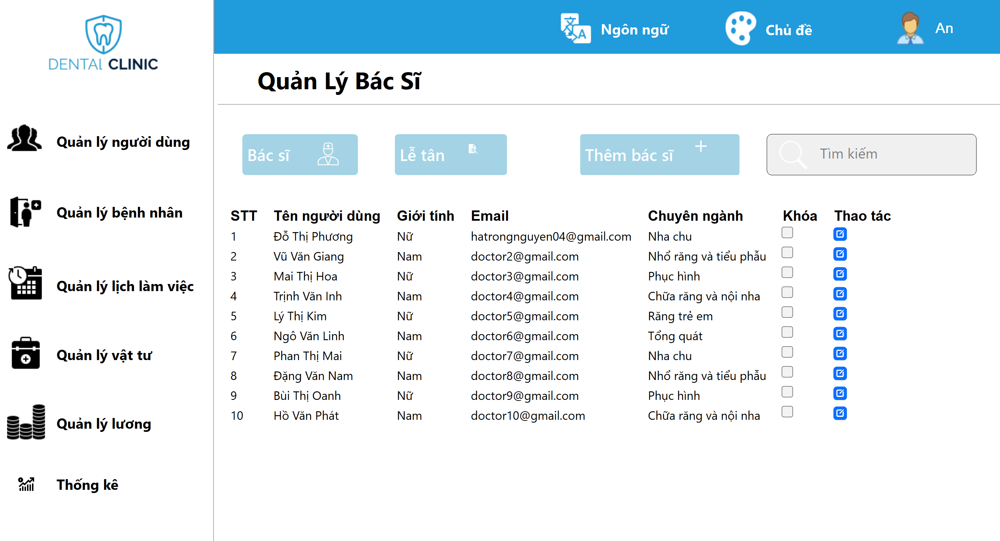 DENTAL CLINIC
Ngôn ngữ
Chủ đề
An
Quản Lý Bác Sĩ
Quản lý người dùng
Quản lý bệnh nhân
Quản lý lịch làm việc
Quản lý vật tư
Quản lý lương
Thống kê
Bác sĩ
Lễ tân
Thêm bác sĩ
Tìm kiếm
STT Tên người dùng Giới tính Email Chuyên ngành Khóa Thao tác
1 Đỗ Thị Phương Nữ hatrongnguyen04@gmail.com Nha chu
2 Vũ Văn Giang Nam doctor2@gmail.com Nhổ răng và tiểu phẫu
3 Mai Thị Hoa Nữ doctor3@gmail.com Phục hình
4 Trịnh Văn Inh Nam doctor4@gmail.com Chữa răng và nội nha
5 Lý Thị Kim Nữ doctor5@gmail.com Răng trẻ em
6 Ngô Văn Linh Nam doctor6@gmail.com Tổng quát
7 Phan Thị Mai Nữ doctor7@gmail.com Nha chu
8 Đặng Văn Nam Nam doctor8@gmail.com Nhổ răng và tiểu phẫu
9 Bùi Thị Oanh Nữ doctor9@gmail.com Phục hình
10 Hồ Văn Phát Nam doctor10@gmail.com Chữa răng và nội nha